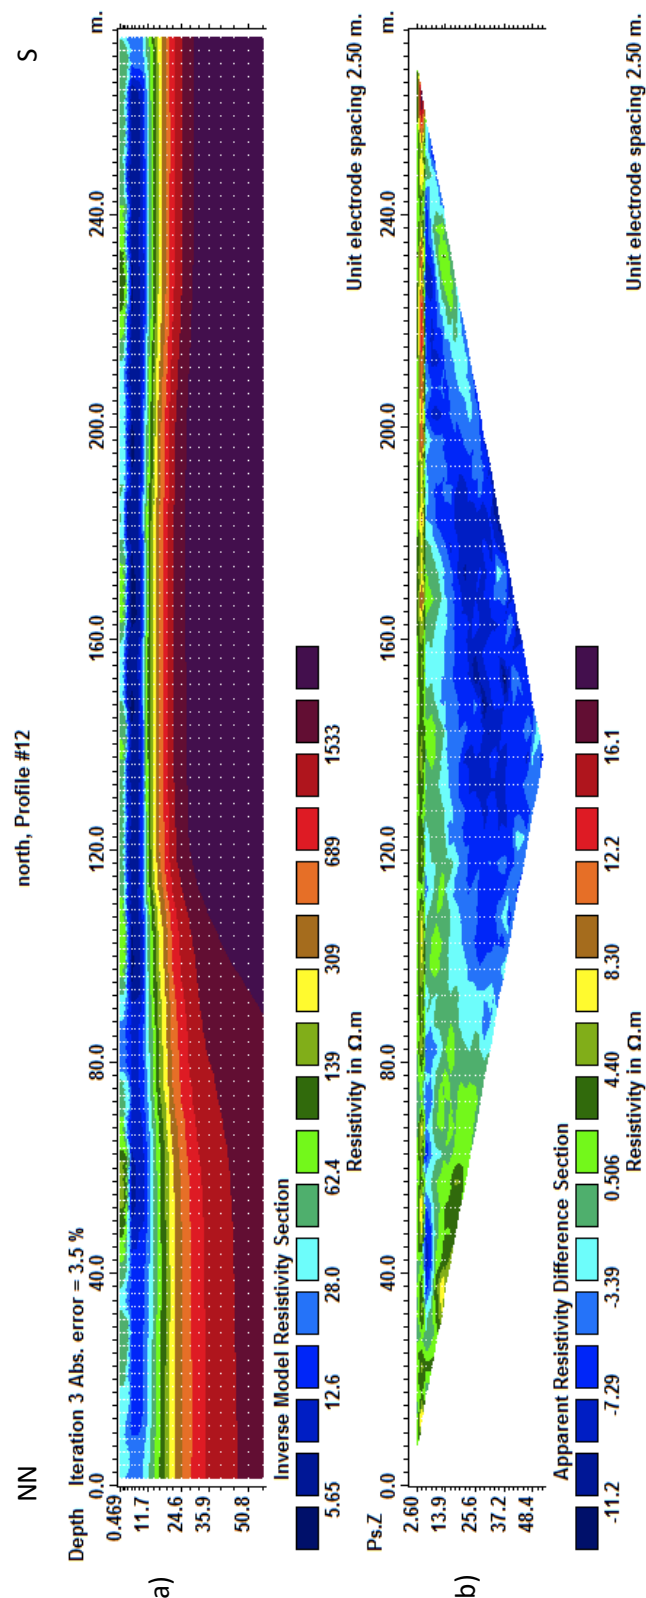 north, Profile #12
NN S
a)
Depth Iteration 3 Abs. error = 3.5 %
0.0 40.0 80.0 120.0 160.0 200.0 240.0 m.
0.469
11.7
24.6
35.9
50.8
Inverse Model Resistivity Section
5.65 12.6 28.0 62.4 139 309 689 1533
Resistivity in Ω.m
Unit electrode spacing 2.50 m.
b)
Ps.Z
0.0 40.0 80.0 120.0 160.0 200.0 240.0 m.
2.60
13.9
25.6
37.2
48.4
Apparent Resistivity Difference Section
-11.2 -7.29 -3.39 0.506 4.40 8.30 12.2 16.1
Resistivity in Ω.m
Unit electrode spacing 2.50 m.